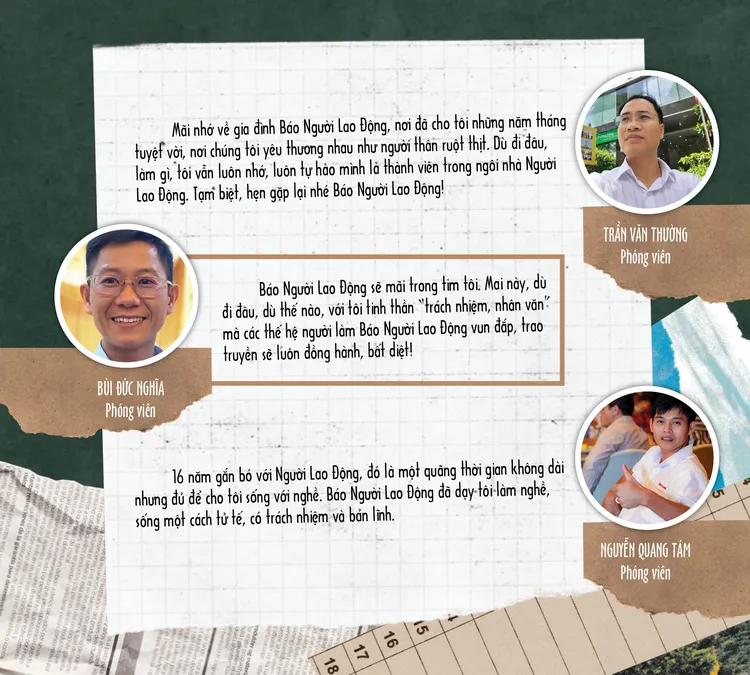 Mãi nhớ về gia đình Báo Người Lao Động, nơi đã cho tôi những năm tháng
tuyệt vời, nơi chúng tôi yêu thương nhau như người thân ruột thịt. Dù đi đâu,
làm gì, tôi vẫn luôn nhớ, luôn tự hào mình là thành viên trong ngôi nhà Người
Lao Động. Tạm biệt, hẹn gặp lại nhé Báo Người Lao Động!
TRẦN VĂN THƯỜNG
Phóng viên
Báo Người Lao Động sẽ mãi trong tim tôi. Mai này, dù
đi đâu, dù thế nào, với tôi tinh thần “trách nhiệm, nhân văn”
mà các thế hệ người làm Báo Người Lao Động vun đắp, trao
truyền sẽ luôn đồng hành, bất diệt!
BÙI ĐỨC NGHĨA
Phóng viên
16 năm gắn bó với Người Lao Động, đó là một quãng thời gian không dài
nhưng đủ để cho tôi sống với nghề. Báo Người Lao Động đã dạy tôi làm nghề,
sống một cách tử tế, có trách nhiệm và bản lĩnh.
NGUYỄN QUANG TÁM
Phóng viên
15
16
17
18